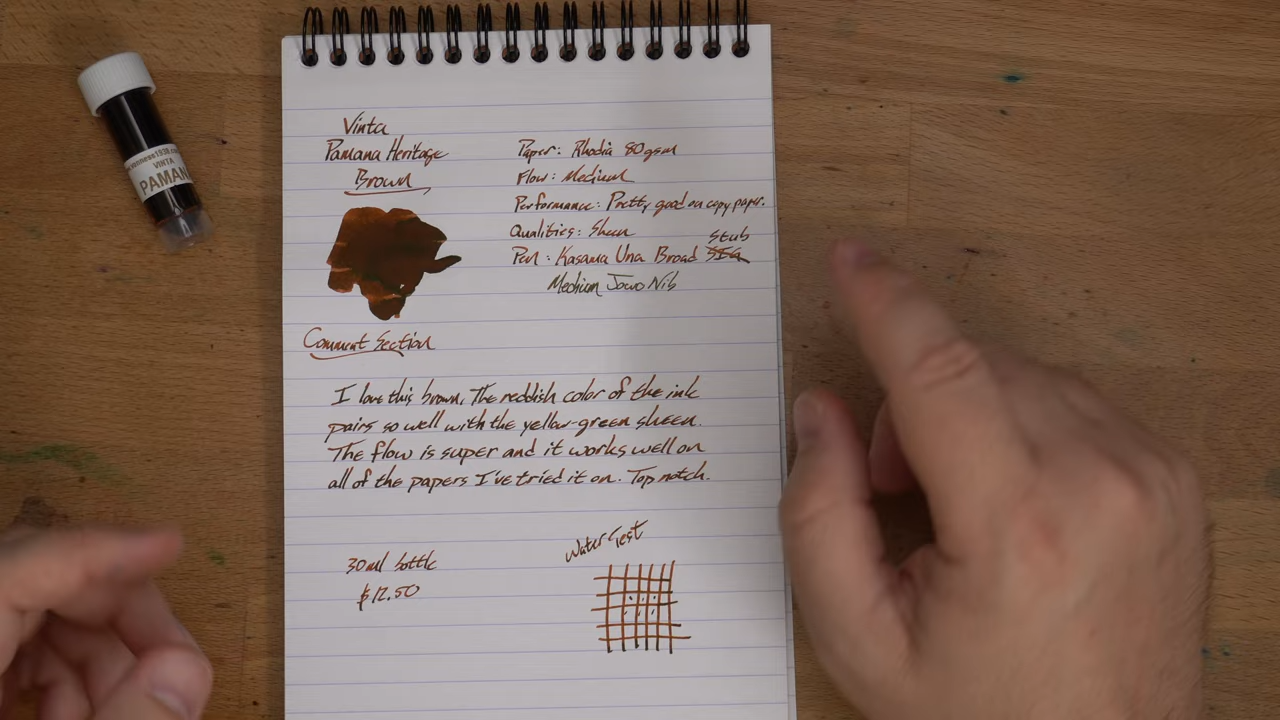 Vinta
Pamana Heritage
Brown
Paper: Rhodia 80gsm
Flow: Medium
Performance: Pretty good on copy paper.
Qualities: Sheen
Stub
Pen: Kasama Una Broad SIG
Medium Jowo Nib
Comment Section
I love this brown. The reddish color of the ink
pairs so well with the yellow-green sheen.
The flow is super and it works well on
all of the papers I've tried it on. Top notch.
Water Test
30ml bottle
$12.50
VINTA
PAMAN